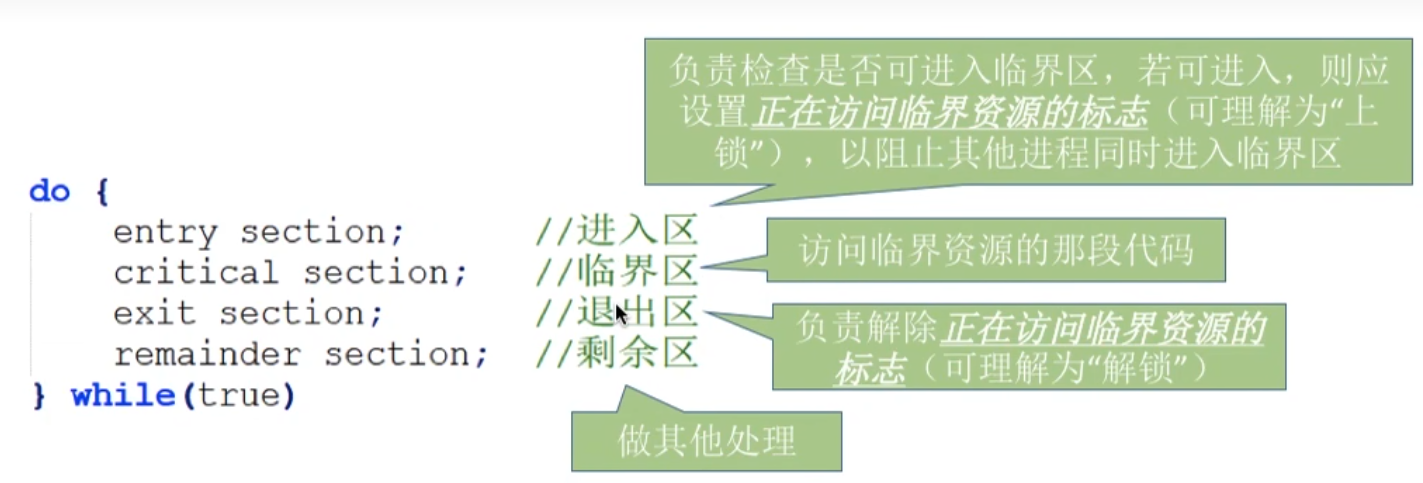 负责检查是否可进入临界区，若可进入，则应
设置正在访问临界资源的标志（可理解为“上
锁”），以阻止其他进程同时进入临界区
do {
entry section; //进入区
访问临界资源的那段代码
critical section; //临界区
exit section; //退出区
负责解除正在访问临界资源的
标志（可理解为“解锁”）
remainder section; //剩余区
} while(true)
做其他处理